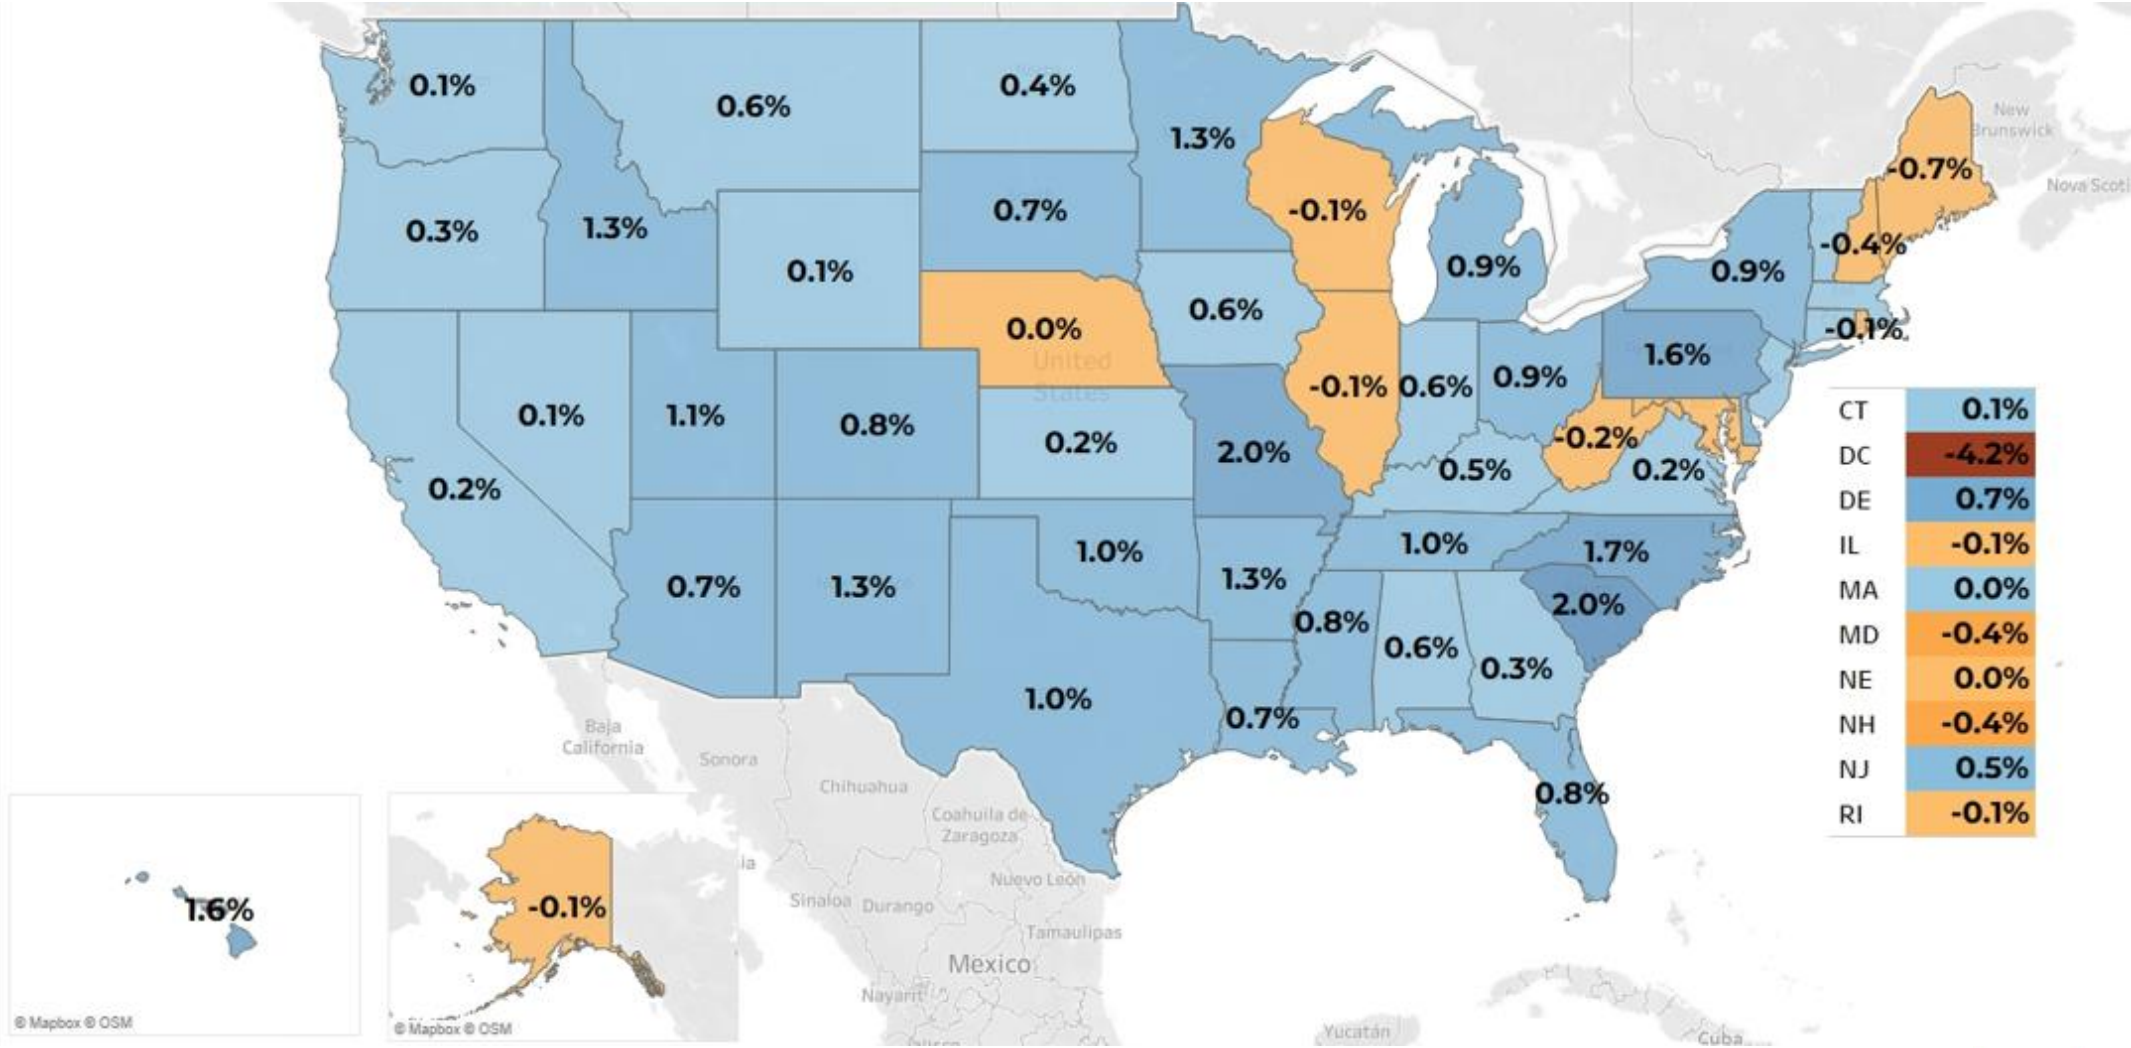 0.1%
0.6%
0.4%
1.3%
-0.7%
New
Brunswick
Nova Scoti
0.3%
1.3%
0.1%
0.7%
-0.1%
0.9%
0.9%
-0.4%
0.0%
United
States
0.6%
-0.1%
0.1%
1.1%
0.8%
0.2%
2.0%
-0.1%
0.6%
0.9%
1.6%
-0.2%
0.2%
0.5%
0.2%
0.7%
1.3%
1.0%
1.3%
1.0%
1.7%
2.0%
0.8%
0.6%
0.3%
1.0%
0.7%
0.8%
CT 0.1%
DC -4.2%
DE 0.7%
IL -0.1%
MA 0.0%
MD -0.4%
NE 0.0%
NH -0.4%
NJ 0.5%
RI -0.1%
Baja
California
Sonora
Chihuahua
Coahuila de
Zaragoza
Nuevo León
Sinaloa
Durango
Tamaulipas
Mexico
Nayarit
Yucatán
Cuba
ia
1.6%
© Mapbox © OSM
-0.1%
© Mapbox © OSM